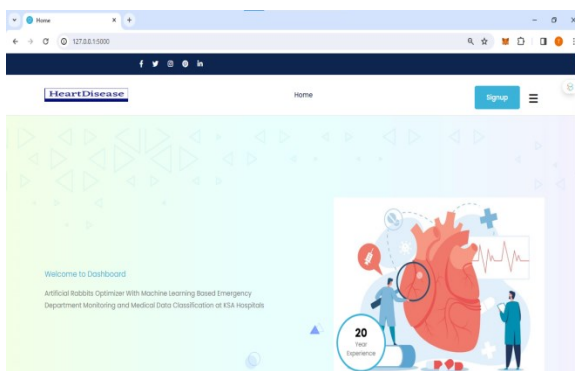 Home
127.0.0.1:5000
HeartDisease
Home
Signup
Welcome to Dashboard
Artificial Rabbits Optimizer With Machine Learning Based Emergency
Department Monitoring and Medical Data Classification at KSA Hospitals
20
Year
Experience